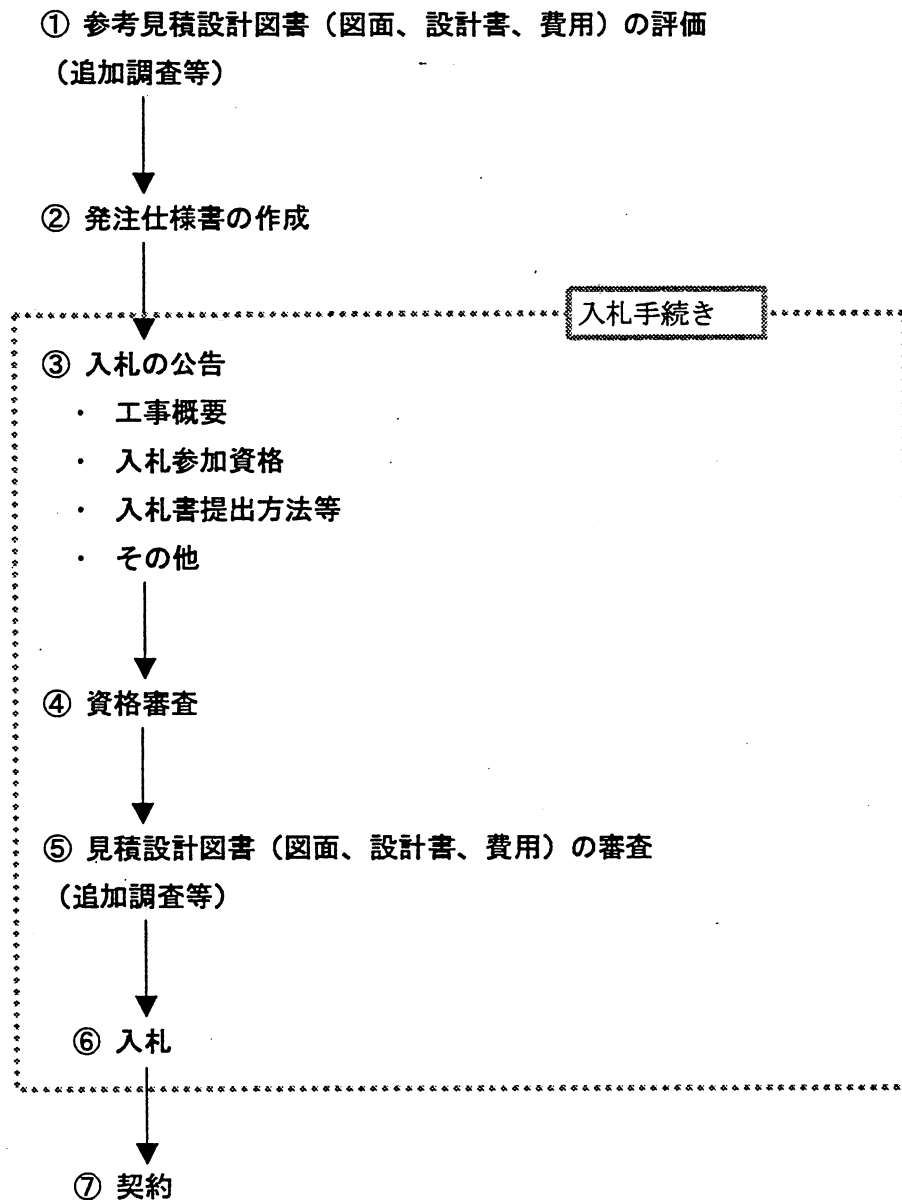 ① 参考見積設計図書（図面、設計書、費用）の評価
（追加調査等）
② 発注仕様書の作成
入札手続き
③ 入札の公告
・ 工事概要
・ 入札参加資格
・ 入札書提出方法等
・ その他
④ 資格審査
⑤ 見積設計図書（図面、設計書、費用）の審査
（追加調査等）
⑥ 入札
⑦ 契約